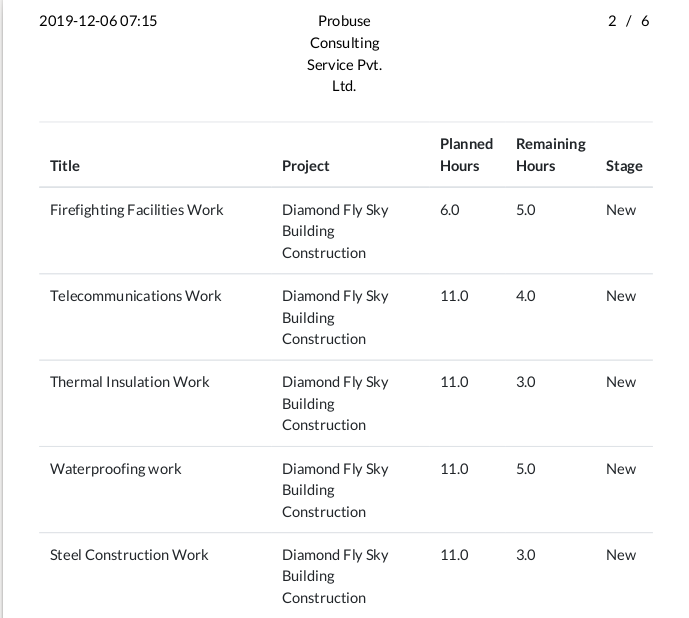 2019-12-06 07:15
Probuse
Consulting
Service Pvt.
Ltd.
2 / 6
Title Project Planned Hours Remaining Hours Stage
Firefighting Facilities Work Diamond Fly Sky 6.0 5.0 New
Building
Construction
Telecommunications Work Diamond Fly Sky 11.0 4.0 New
Building
Construction
Thermal Insulation Work Diamond Fly Sky 11.0 3.0 New
Building
Construction
Waterproofing work Diamond Fly Sky 11.0 5.0 New
Building
Construction
Steel Construction Work Diamond Fly Sky 11.0 3.0 New
Building
Construction